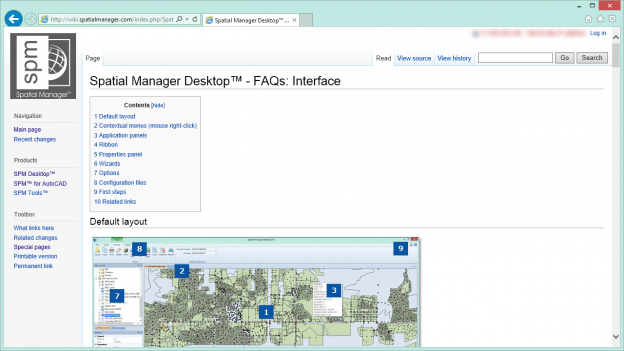 http://wiki.spatialmanager.com/index.php/Spat
Spatial Manager Desktop™ - ...
Log in
spm
Spatial Manager™
Page
Read
View source
View history
Go
Search
Spatial Manager Desktop™ - FAQs: Interface
Navigation
Main page
Recent changes
Products
SPM Desktop™
SPM™ for AutoCAD
SPM Tools™
Toolbox
What links here
Related changes
Special pages
Printable version
Permanent link
Contents [hide]
1 Default layout
2 Contextual menus (mouse right-click)
3 Application panels
4 Ribbon
5 Properties panel
6 Wizards
7 Options
8 Configuration files
9 First steps
10 Related links
Default layout
8
9
2
7
3
1